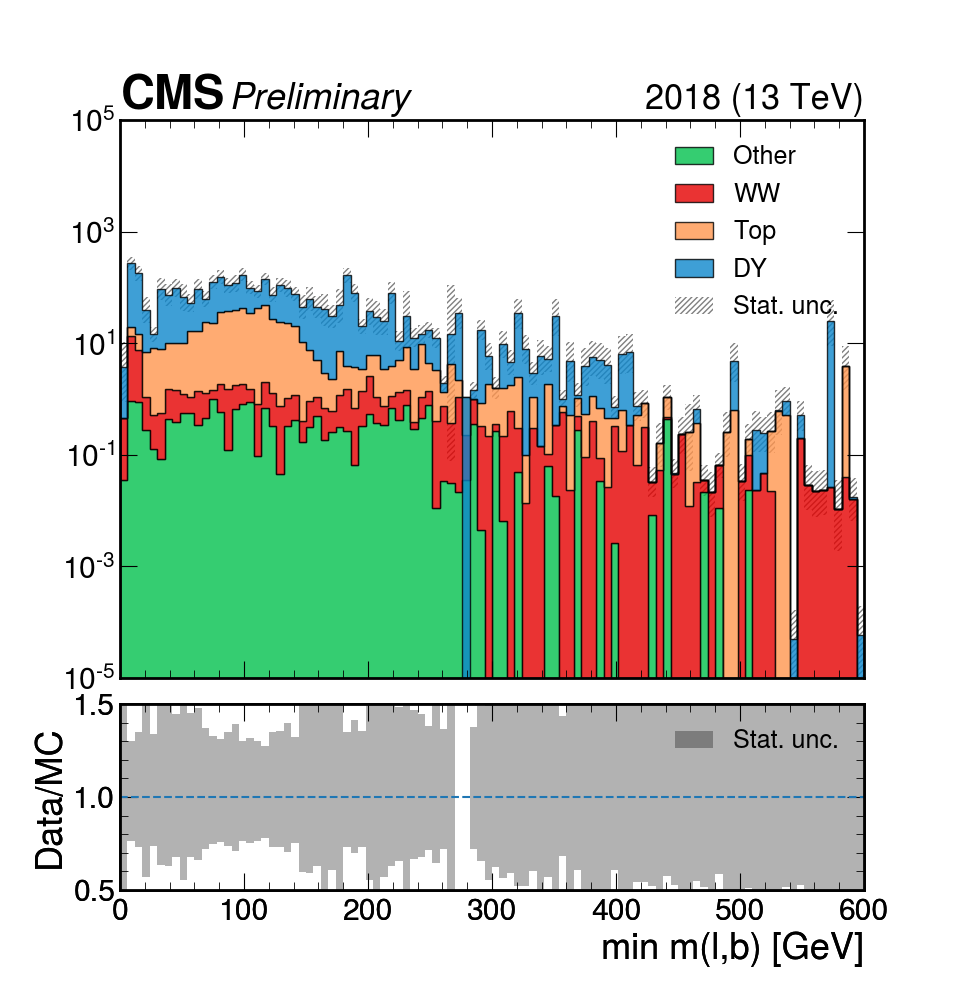 CMS Preliminary 2018 (13 TeV)
10^5
10^3
10^1
10^-1
10^-3
10^-5
Other
WW
Top
DY
Stat. unc.
1.5
1.0
0.5
Data/MC
Stat. unc.
0 100 200 300 400 500 600
min m(l,b) [GeV]